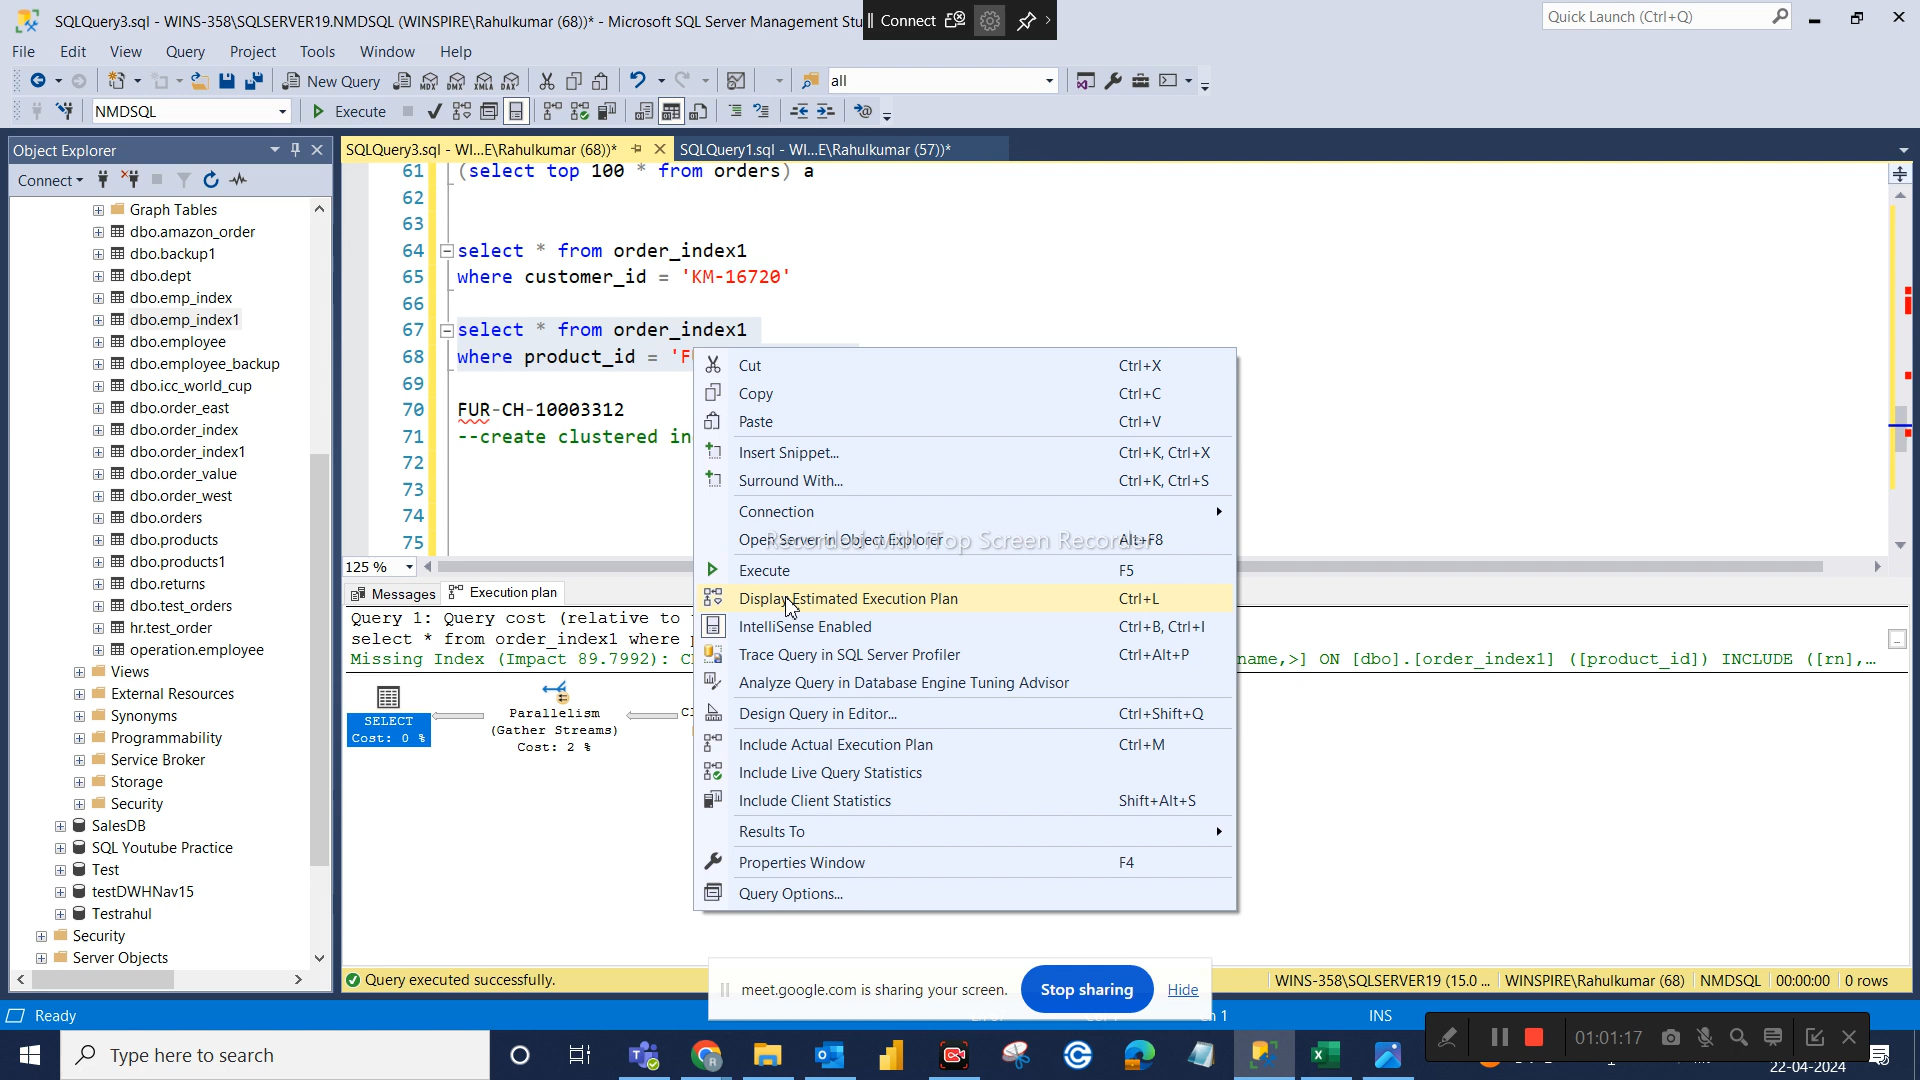 SQLQuery3.sql - WINS-358\SQLSERVER19.NMDSQL (WINSPIRE\Rahulkumar (68))* - Microsoft SQL Server Management Stu
Connect
Quick Launch (Ctrl+Q)
File Edit View Query Project Tools Window Help
New Query
MDX DMX XMLA DAX
all
NMDSQL
Execute
Object Explorer
SQLQuery3.sql - WI...E\Rahulkumar (68))*
SQLQuery1.sql - WI...E\Rahulkumar (57))*
Connect
Graph Tables
dbo.amazon_order
dbo.backup1
dbo.dept
dbo.emp_index
dbo.emp_index1
dbo.employee
dbo.employee_backup
dbo.icc_world_cup
dbo.order_east
dbo.order_index
dbo.order_index1
dbo.order_value
dbo.order_west
dbo.orders
dbo.products
dbo.products1
dbo.returns
dbo.test_orders
hr.test_order
operation.employee
Views
External Resources
Synonyms
Programmability
Service Broker
Storage
Security
SalesDB
SQL Youtube Practice
Test
testDWHNav15
Testrahul
Security
Server Objects
61 (select top 100 * from orders) a
62
63
64 select * from order_index1
65 where customer_id = 'KM-16720'
66
67 select * from order_index1
68 where product_id = 'F
69
70 FUR-CH-10003312
71 --create clustered in
72
73
74
75
125 %
Cut Ctrl+X
Copy Ctrl+C
Paste Ctrl+V
Insert Snippet... Ctrl+K, Ctrl+X
Surround With... Ctrl+K, Ctrl+S
Connection
Open Server in Object Explorer Alt+F8
Recorded with iTop Screen Recorder
Execute F5
Display Estimated Execution Plan Ctrl+L
IntelliSense Enabled Ctrl+B, Ctrl+I
Trace Query in SQL Server Profiler Ctrl+Alt+P
Analyze Query in Database Engine Tuning Advisor
Design Query in Editor... Ctrl+Shift+Q
Include Actual Execution Plan Ctrl+M
Include Live Query Statistics
Include Client Statistics Shift+Alt+S
Results To
Properties Window F4
Query Options...
Messages Execution plan
Query 1: Query cost (relative to
select * from order_index1 where
Missing Index (Impact 89.7992): C
name,>] ON [dbo].[order_index1] ([product_id]) INCLUDE ([rn],...
SELECT
Cost: 0 %
Parallelism
(Gather Streams)
Cost: 2 %
Query executed successfully.
WINS-358\SQLSERVER19 (15.0 ... WINSPIRE\Rahulkumar (68) NMDSQL 00:00:00 0 rows
meet.google.com is sharing your screen. Stop sharing Hide
Ready
INS
Type here to search
01:01:17
22-04-2024